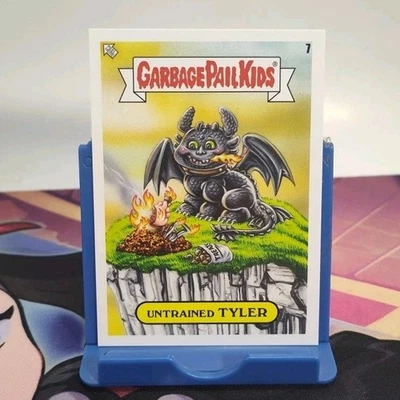 7
GARBAGE PAIL KIDS®
UNTRAINED TYLER